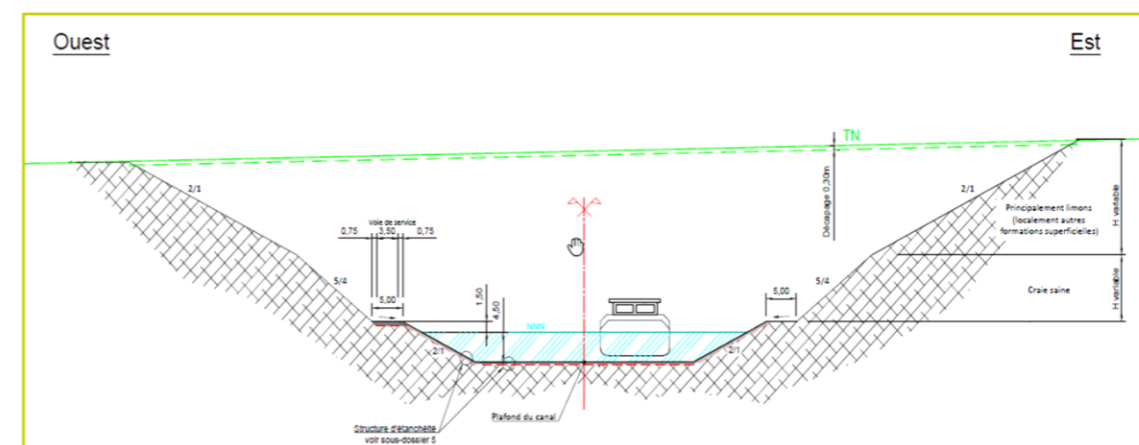 Ouest
Est
TN
2/1
2/1
Décapage 0,30m
H variable
Principalement limons
(localement autres
formations superficielles)
Voie de service
0,75
3,50
0,75
5/4
5/4
5,00
5,00
1,50
4,50
H variable
Craie saine
NNN
2/1
2/1
Plafond du canal
Structure d'étanchéité
voir sous-dossier 5